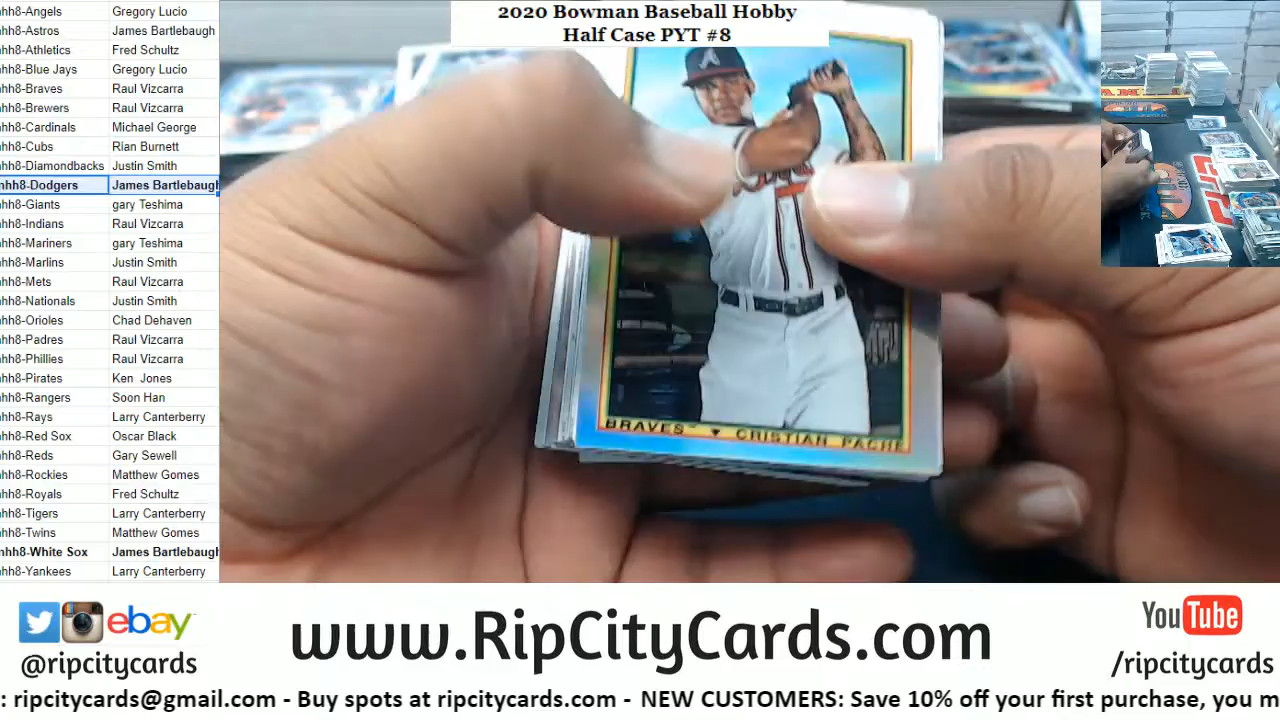 2020 Bowman Baseball Hobby
Half Case PYT #8
hh8-Angels Gregory Lucio
hh8-Astros James Bartlebaugh
hh8-Athletics Fred Schultz
hh8-Blue Jays Gregory Lucio
hh8-Braves Raul Vizcarra
hh8-Brewers Raul Vizcarra
hh8-Cardinals Michael George
hh8-Cubs Rian Burnett
hh8-Diamondbacks Justin Smith
hh8-Dodgers James Bartlebaugh
hh8-Giants gary Teshima
hh8-Indians Raul Vizcarra
hh8-Mariners gary Teshima
hh8-Marlins Justin Smith
hh8-Mets Raul Vizcarra
hh8-Nationals Justin Smith
hh8-Orioles Chad Dehaven
hh8-Padres Raul Vizcarra
hh8-Phillies Raul Vizcarra
hh8-Pirates Ken Jones
hh8-Rangers Soon Han
hh8-Rays Larry Canterberry
hh8-Red Sox Oscar Black
hh8-Reds Gary Sewell
hh8-Rockies Matthew Gomes
hh8-Royals Fred Schultz
hh8-Tigers Larry Canterberry
hh8-Twins Matthew Gomes
hh8-White Sox James Bartlebaugh
hh8-Yankees Larry Canterberry
A
BRAVES CRISTIAN PACHE
ebay
@ripcitycards
www.RipCityCards.com
YouTube
/ripcitycards
: ripcitycards@gmail.com - Buy spots at ripcitycards.com - NEW CUSTOMERS: Save 10% off your first purchase, you m